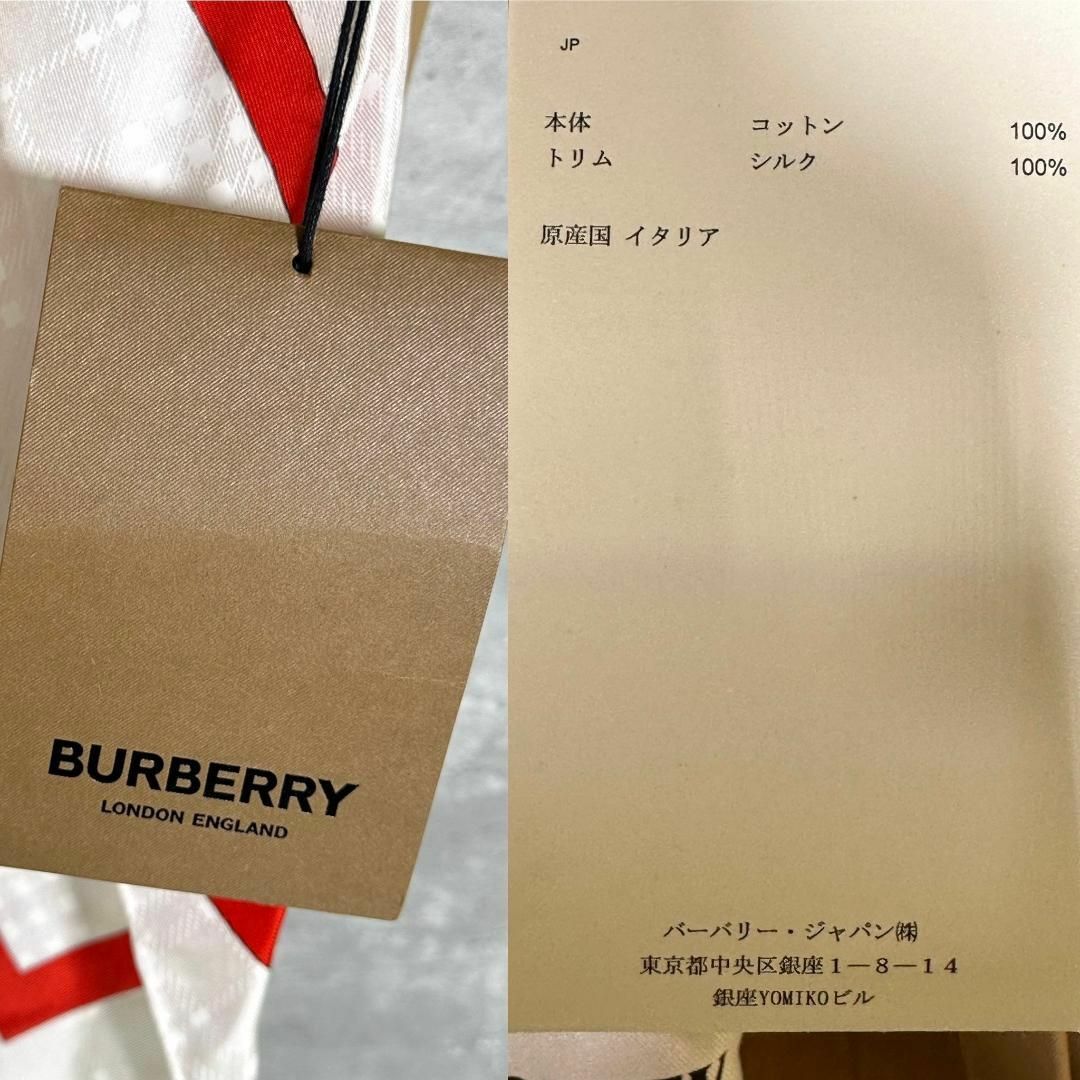 BURBERRY
LONDON ENGLAND
JP
本体 コットン 100%
トリム シルク 100%
原産国 イタリア
バーバリー・ジャパン㈱
東京都中央区銀座1―8―14
銀座YOMIKOビル